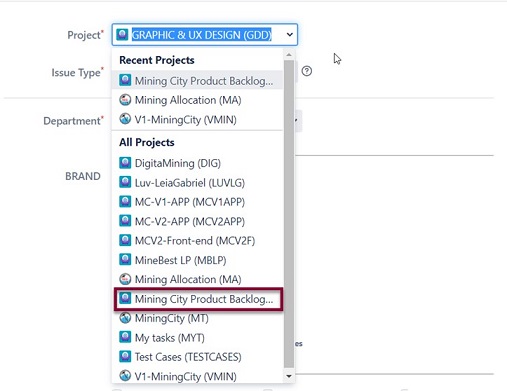 Project*
GRAPHIC & UX DESIGN (GDD)
Recent Projects
Issue Type*
Mining City Product Backlog...
Mining Allocation (MA)
V1-MiningCity (VMIN)
Department*
All Projects
DigitaMining (DIG)
BRAND
Luv-LeiaGabriel (LUVLG)
MC-V1-APP (MCV1APP)
MC-V2-APP (MCV2APP)
MCV2-Front-end (MCV2F)
MineBest LP (MBLP)
Mining Allocation (MA)
Mining City Product Backlog...
MiningCity (MT)
My tasks (MYT)
Test Cases (TESTCASES)
V1-MiningCity (VMIN)